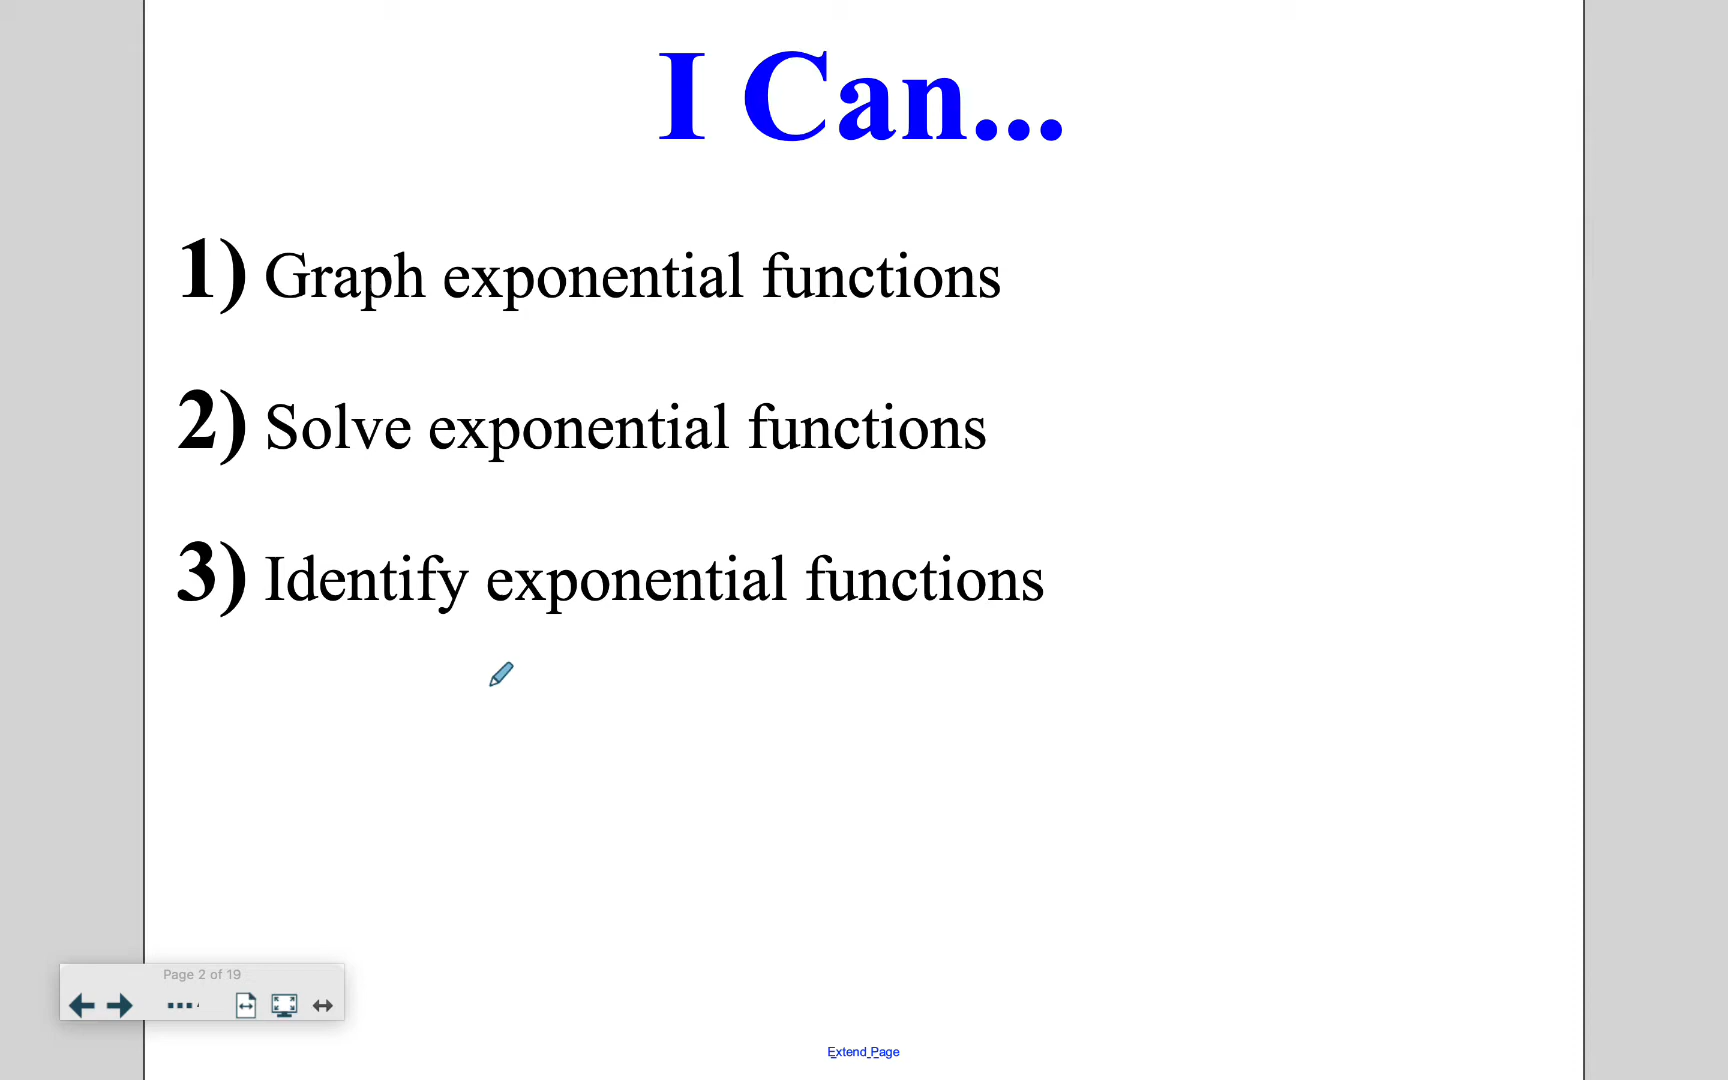 I Can...
1) Graph exponential functions
2) Solve exponential functions
3) Identify exponential functions
Page 2 of 19
Extend Page